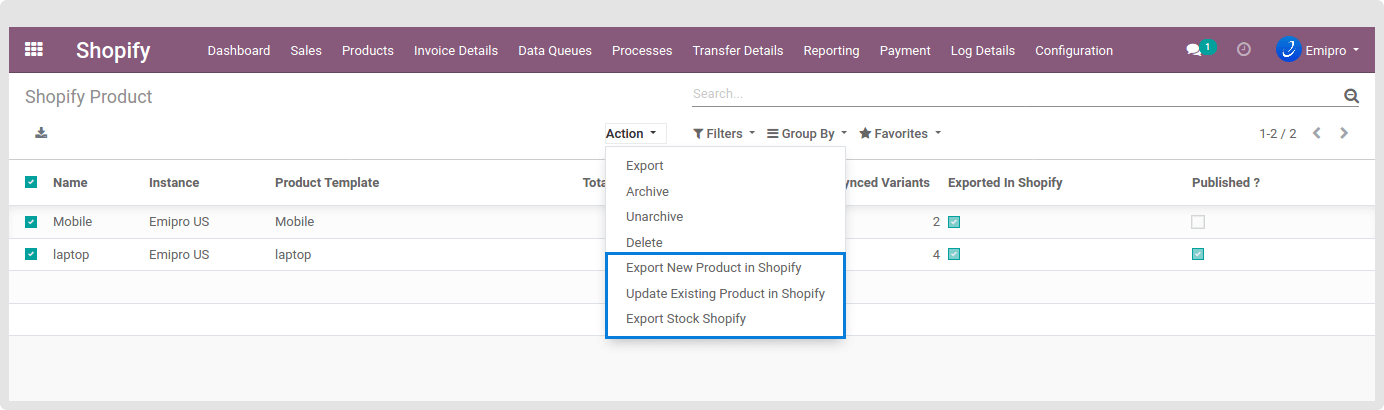 Shopify Dashboard Sales Products Invoice Details Data Queues Processes Transfer Details Reporting Payment Log Details Configuration 1 Emipro
Shopify Product Search...
Action Filters Group By Favorites 1-2 / 2
Name Instance Product Template Tota ynced Variants Exported In Shopify Published ?
Mobile Emipro US Mobile 2
laptop Emipro US laptop 4
Export
Archive
Unarchive
Delete
Export New Product in Shopify
Update Existing Product in Shopify
Export Stock Shopify